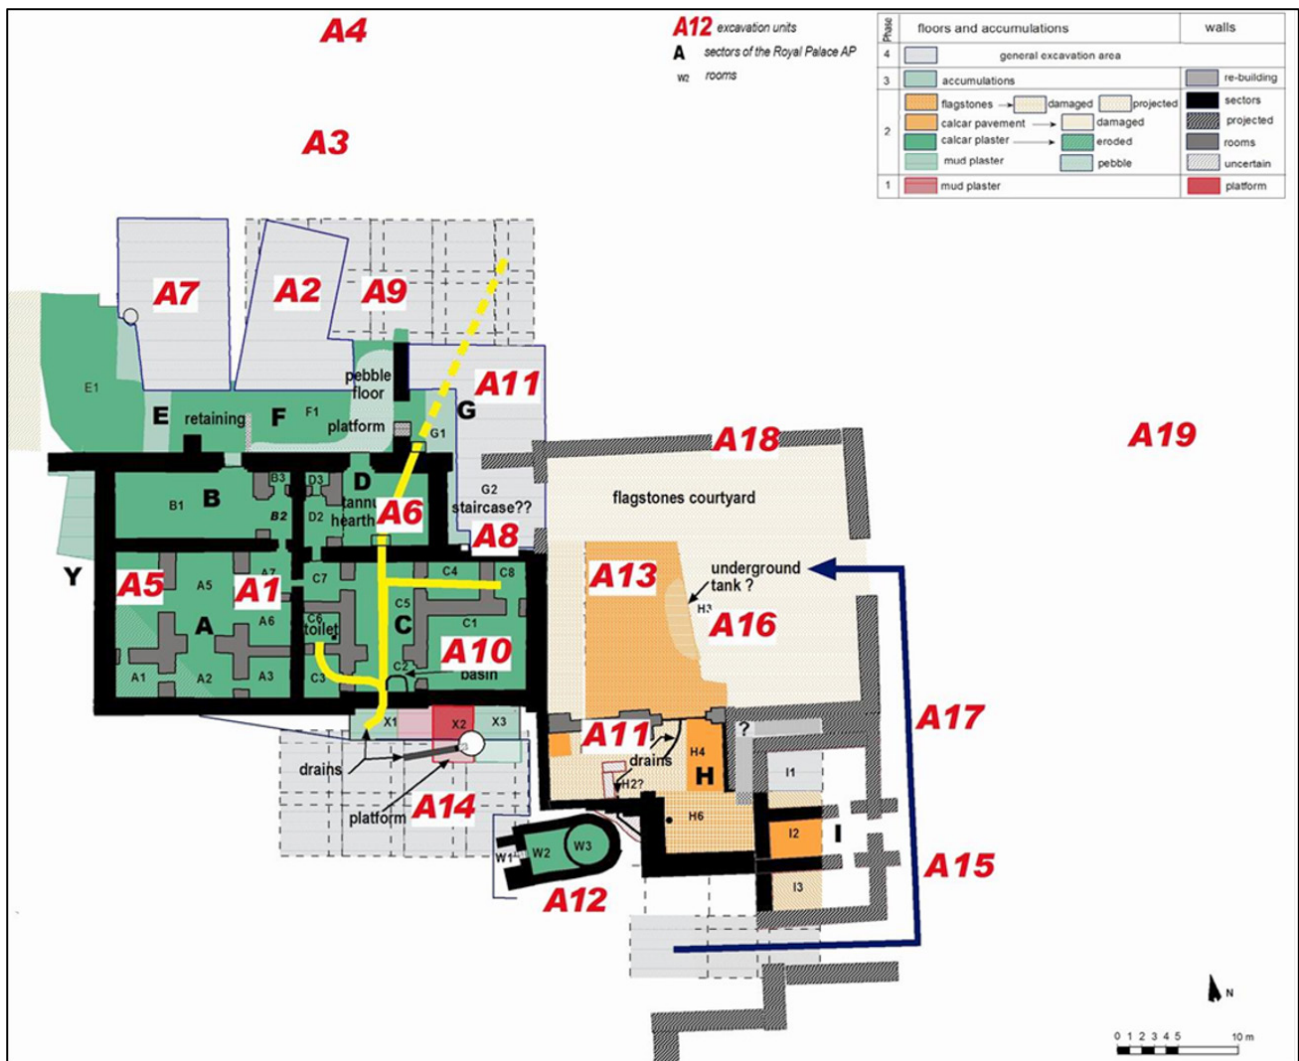 A4
A12 excavation units
A sectors of the Royal Palace AP
W2 rooms
Phase floors and accumulations walls
4 general excavation area
3 accumulations re-building
flagstones damaged projected sectors
2 calcar pavement damaged projected
calcar plaster eroded rooms
mud plaster pebble uncertain
1 mud plaster platform
A3
A7 A2 A9
E1
pebble
floor
A11
E retaining F F1 platform G
G1
A18
A19
B1 B B3 B2 D3 D
D2 tannu
hearth
A6
G2
staircase??
flagstones courtyard
A8
Y
A5 A5 A1 A7 C7 C4 C8
A13
underground
tank ?
C5
H3
A16
A C6 C C1
toilet A6
A10
A1 A2 A3 C3 C2
basin
X1 X2 X3
A11
?
A17
drains
drains
H4
H
I1
platform
A14
H2?
H6
I2 I
W1 W2 W3
I3
A15
A12
N
0 1 2 3 4 5 10 m